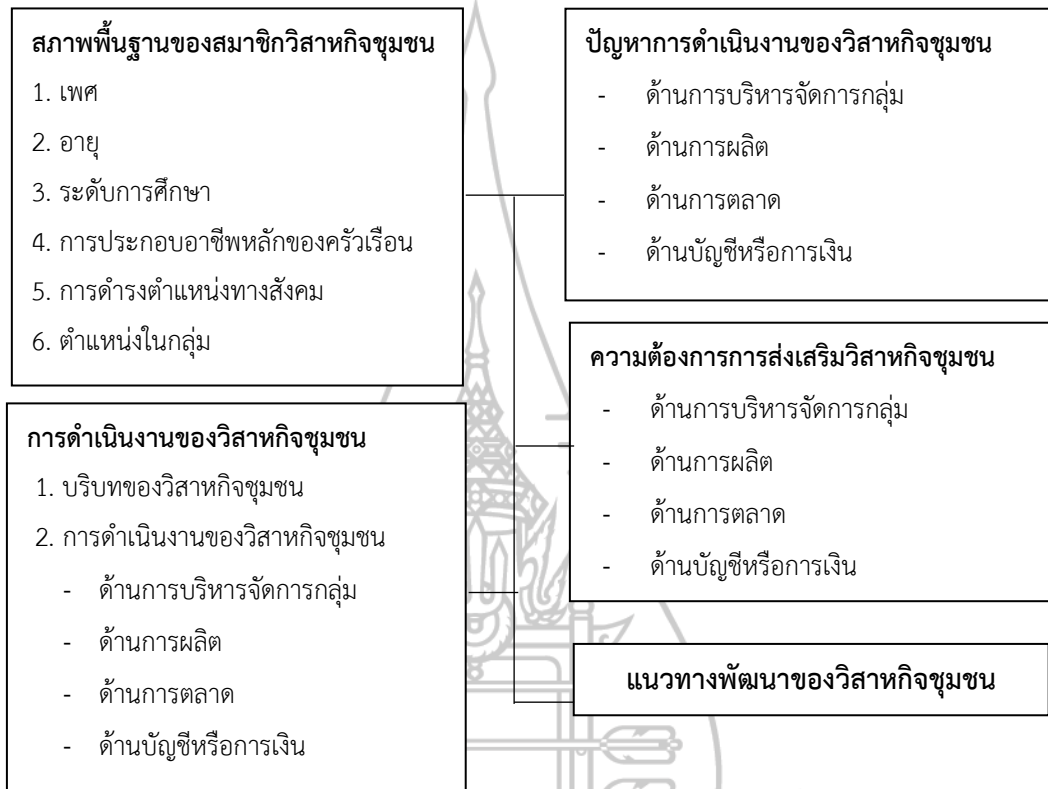 สภาพพื้นฐานของสมาชิกวิสาหกิจชุมชน
1. เพศ
2. อายุ
3. ระดับการศึกษา
4. การประกอบอาชีพหลักของครัวเรือน
5. การดำรงตำแหน่งทางสังคม
6. ตำแหน่งในกลุ่ม
การดำเนินงานของวิสาหกิจชุมชน
1. บริบทของวิสาหกิจชุมชน
2. การดำเนินงานของวิสาหกิจชุมชน
- ด้านการบริหารจัดการกลุ่ม
- ด้านการผลิต
- ด้านการตลาด
- ด้านบัญชีหรือการเงิน
ปัญหาการดำเนินงานของวิสาหกิจชุมชน
- ด้านการบริหารจัดการกลุ่ม
- ด้านการผลิต
- ด้านการตลาด
- ด้านบัญชีหรือการเงิน
ความต้องการการส่งเสริมวิสาหกิจชุมชน
- ด้านการบริหารจัดการกลุ่ม
- ด้านการผลิต
- ด้านการตลาด
- ด้านบัญชีหรือการเงิน
แนวทางพัฒนาของวิสาหกิจชุมชน